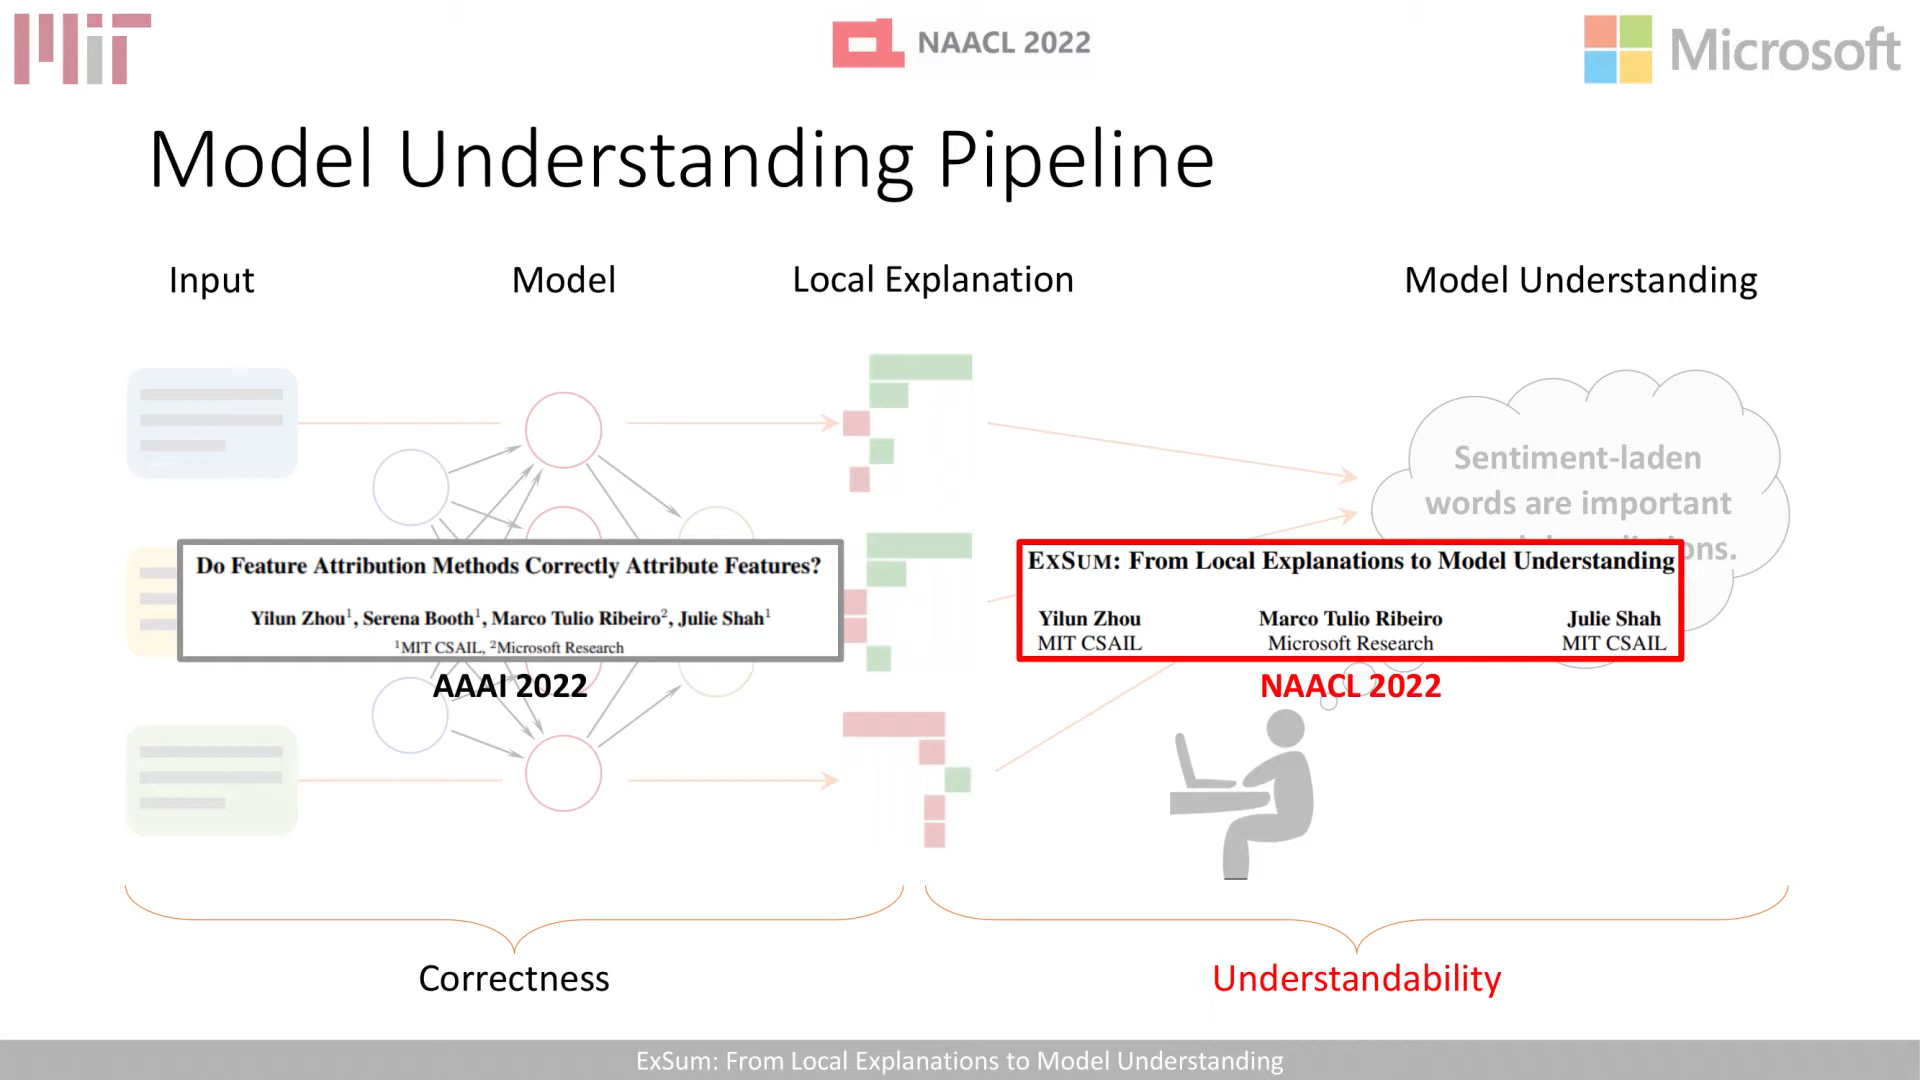 MIT
NAACL 2022
Microsoft
Model Understanding Pipeline
Input
Model
Local Explanation
Model Understanding
Sentiment-laden
words are important
ons.
Do Feature Attribution Methods Correctly Attribute Features?
Yilun Zhou¹, Serena Booth¹, Marco Tulio Ribeiro², Julie Shah¹
¹MIT CSAIL, ²Microsoft Research
AAAI 2022
EXSUM: From Local Explanations to Model Understanding
Yilun Zhou Marco Tulio Ribeiro Julie Shah
MIT CSAIL Microsoft Research MIT CSAIL
NAACL 2022
Correctness
Understandability
ExSum: From Local Explanations to Model Understanding